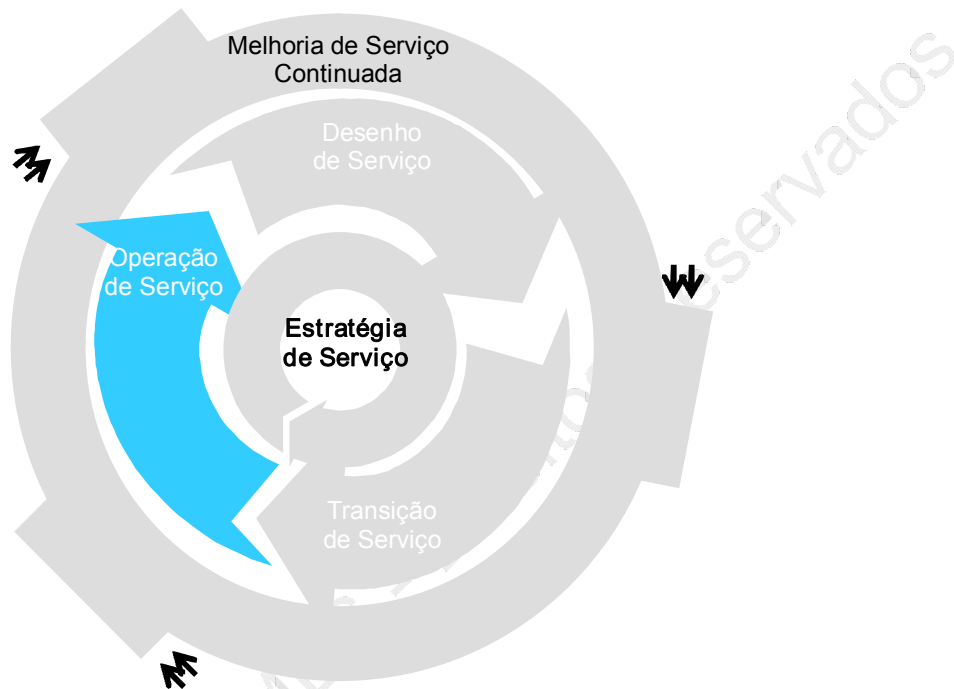 Melhoria de Serviço
Continuada
Desenho
de Serviço
Operação
de Serviço
Estratégia
de Serviço
Transição
de Serviço